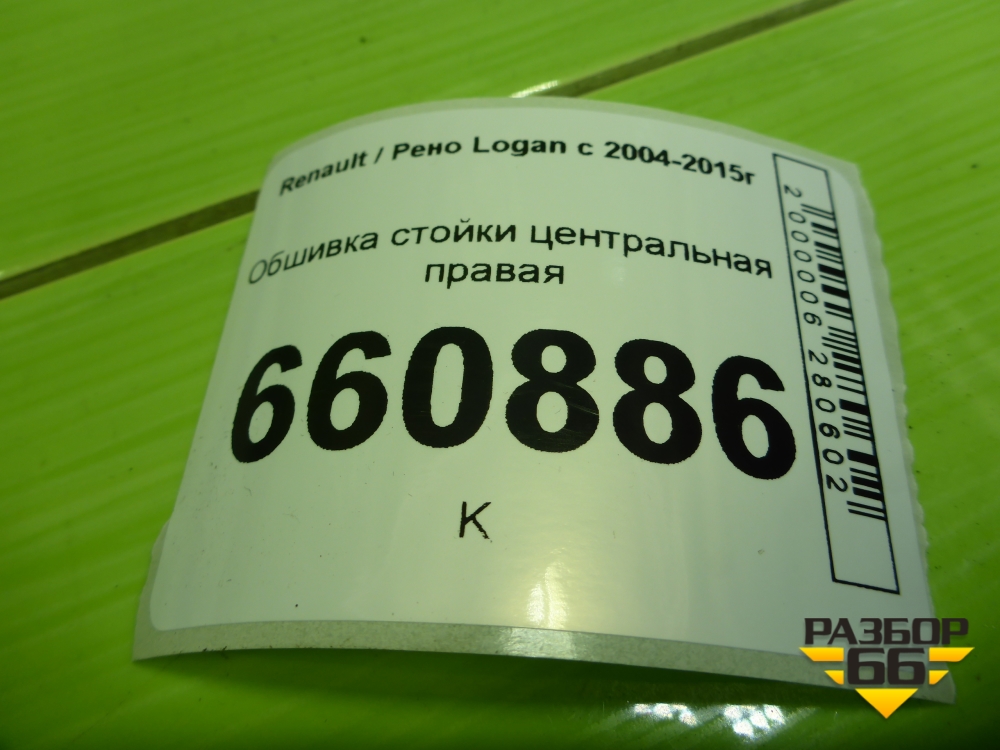 Renault / Рено Logan с 2004-2015г
Обшивка стойки центральная
правая
660886
К
2000006280602
РАЗБОР
66